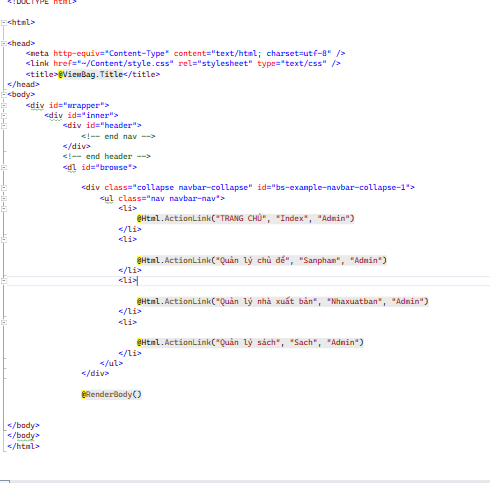 <!DOCTYPE html>
<html>
<head>
<meta http-equiv="Content-Type" content="text/html; charset=utf-8" />
<link href="~/Content/style.css" rel="stylesheet" type="text/css" />
<title>@ViewBag.Title</title>
</head>
<body>
<div id="wrapper">
<div id="inner">
<div id="header">
<!-- end nav -->
</div>
<!-- end header -->
<dl id="browse">
<div class="collapse navbar-collapse" id="bs-example-navbar-collapse-1">
<ul class="nav navbar-nav">
<li>
@Html.ActionLink("TRANG CHỦ", "Index", "Admin")
</li>
<li>
@Html.ActionLink("Quản lý chủ đề", "Sanpham", "Admin")
</li>
<li>
@Html.ActionLink("Quản lý nhà xuất bản", "Nhaxuatban", "Admin")
</li>
<li>
@Html.ActionLink("Quản lý sách", "Sach", "Admin")
</li>
</ul>
</div>
@RenderBody()
</body>
</body>
</html>